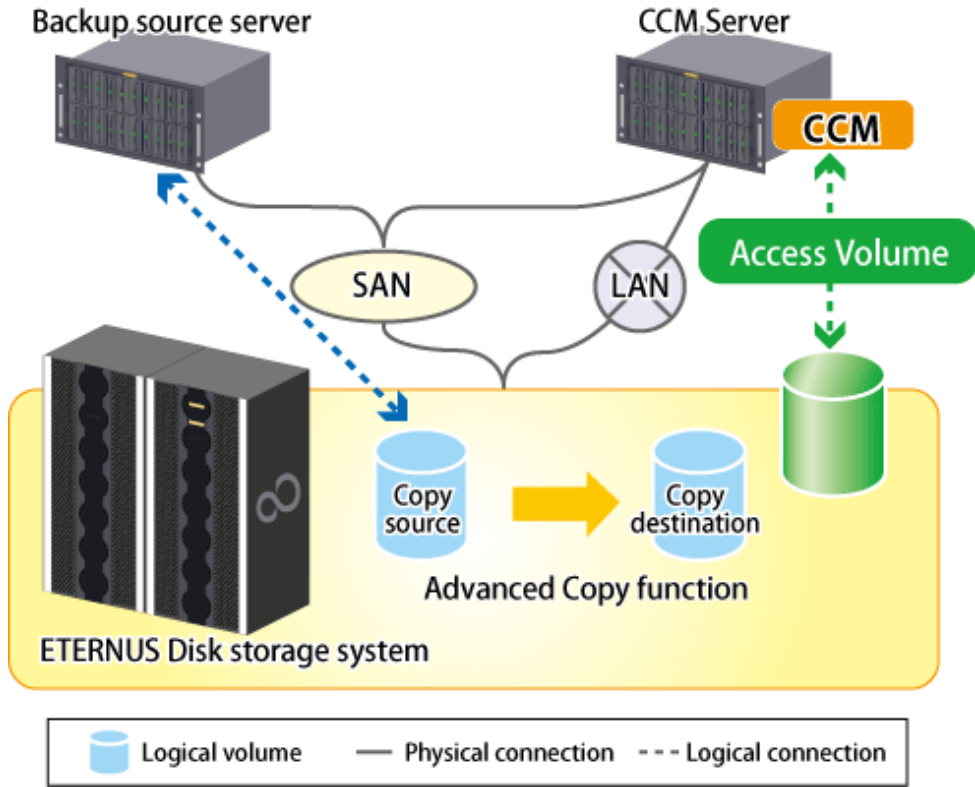 Backup source server
CCM Server
CCM
Access Volume
SAN
LAN
Copy
source
Copy
destination
Advanced Copy function
ETERNUS Disk storage system
Logical volume
Physical connection
Logical connection